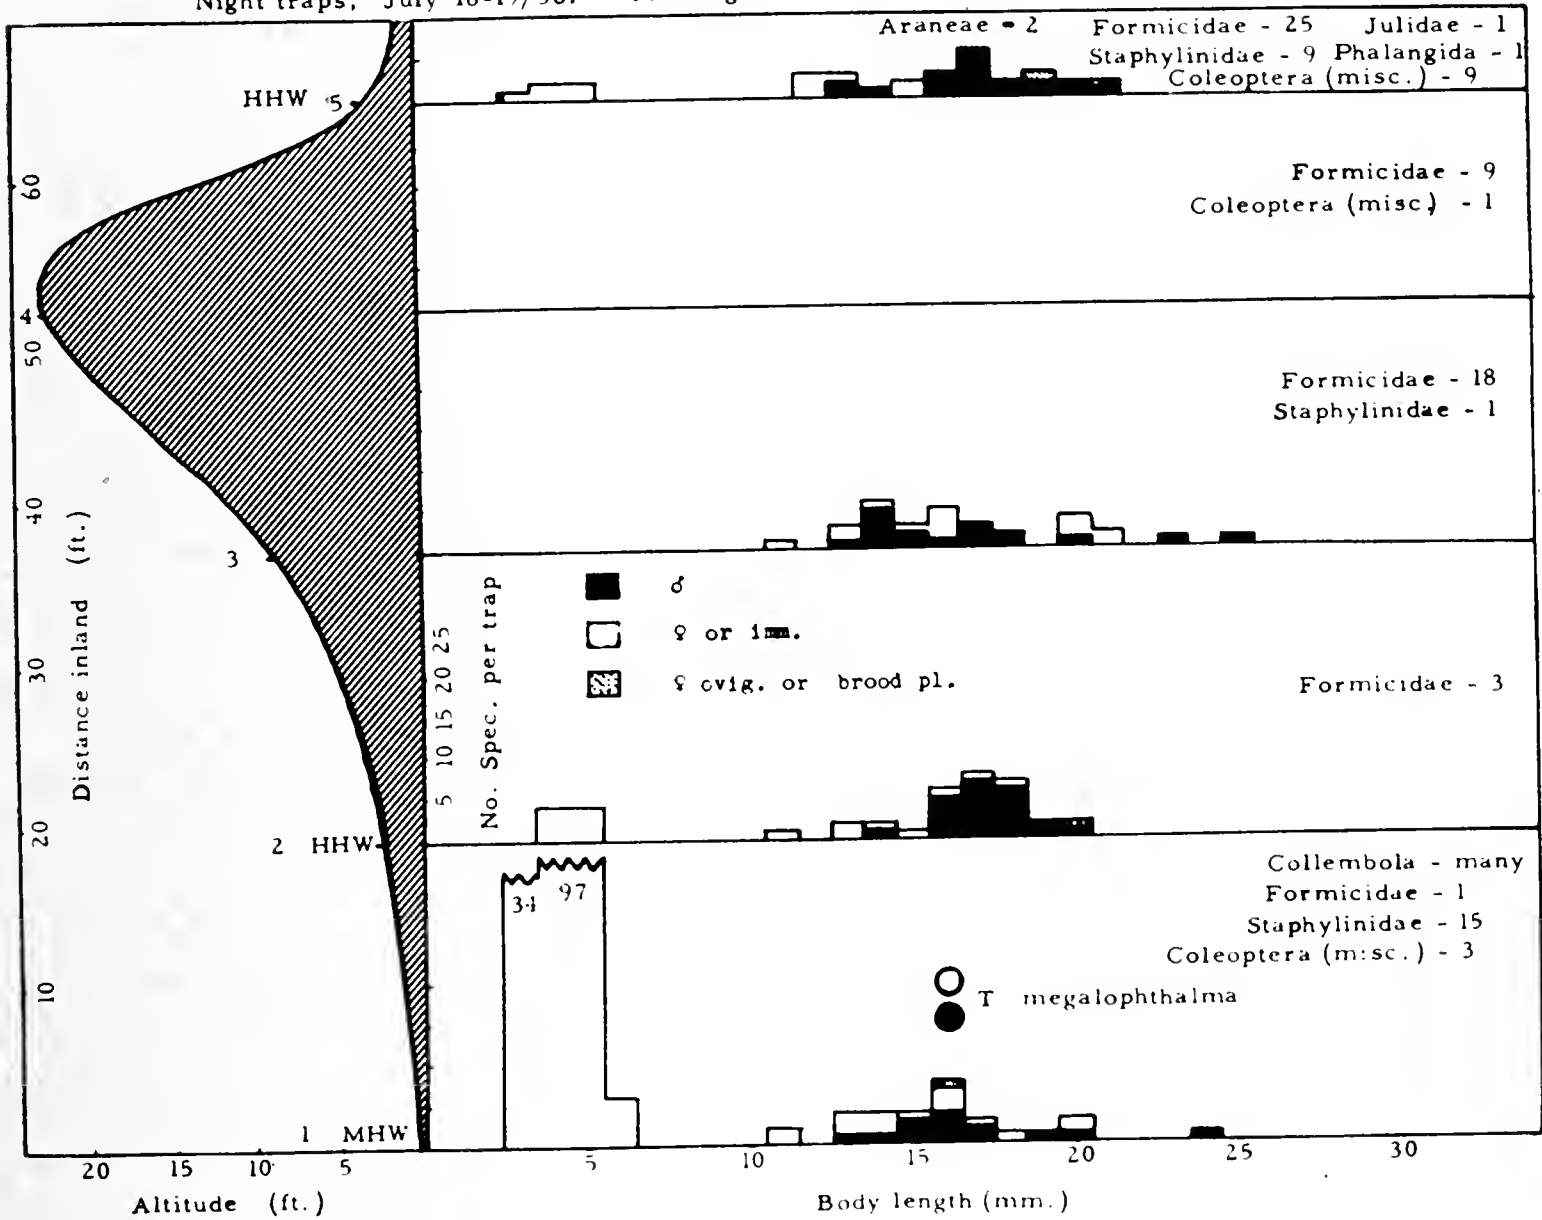 Night traps, July
Araneae - 2 Formicidae - 25 Julidae - 1
Staphylinidae - 9 Phalangida - 1
Coleoptera (misc.) - 9
HHW 5
Formicidae - 9
Coleoptera (misc.) - 1
4
Formicidae - 18
Staphylinidae - 1
3
♂
♀ or imm.
♀ ovig. or brood pl.
No. Spec. per trap
5 10 15 20 25
Formicidae - 3
2 HHW
34 97
Collembola - many
Formicidae - 1
Staphylinidae - 15
Coleoptera (misc.) - 3
T megalophthalma
1 MHW
Distance inland (ft.)
10 20 30 40 50 60
20 15 10 5
Altitude (ft.)
5 10 15 20 25 30
Body length (mm.)